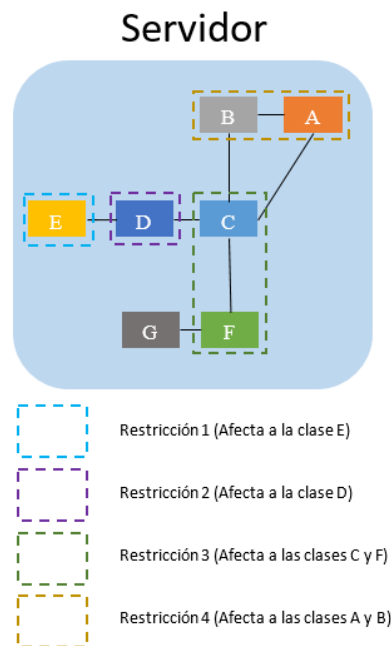 Servidor
B A
E D C
G F
Restricción 1 (Afecta a la clase E)
Restricción 2 (Afecta a la clase D)
Restricción 3 (Afecta a las clases C y F)
Restricción 4 (Afecta a las clases A y B)